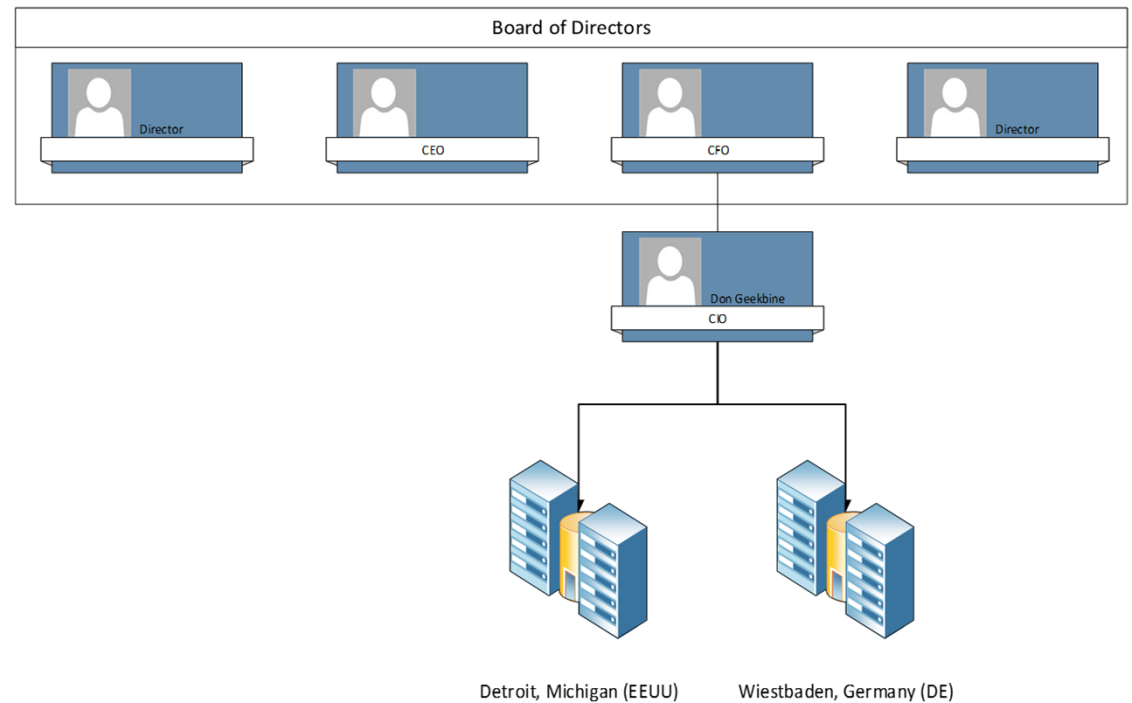 Board of Directors
Director
CEO
CFO
Director
Don Geekbine
CIO
Detroit, Michigan (EEUU)
Wiestbaden, Germany (DE)